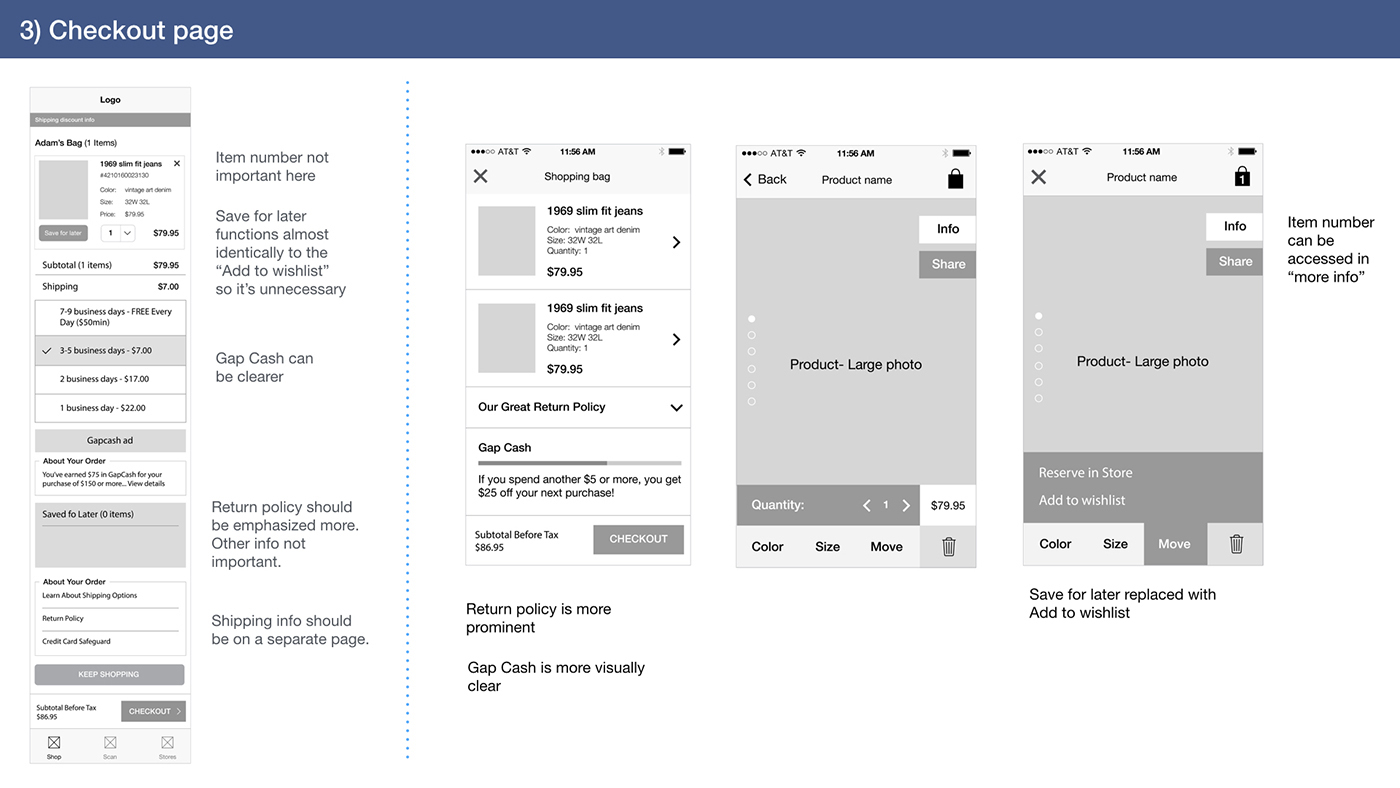 3) Checkout page
Logo
Shipping discount info
Adam's Bag (1 Items)
1969 slim fit jeans
#4210160023130
Color: vintage art denim
Size: 32W 32L
Price: $79.95
Save for later
1
$79.95
Subtotal (1 items) $79.95
Shipping $7.00
7-9 business days - FREE Every
Day ($50min)
3-5 business days - $7.00
2 business days - $17.00
1 business day - $22.00
Gapcash ad
About Your Order
You've earned $75 in GapCash for your
purchase of $150 or more... View details
Saved fo Later (0 items)
About Your Order
Learn About Shipping Options
Return Policy
Credit Card Safeguard
KEEP SHOPPING
Subtotal Before Tax
$86.95
CHECKOUT
Shop Scan Stores
Item number not
important here
Save for later
functions almost
identically to the
“Add to wishlist”
so it's unnecessary
Gap Cash can
be clearer
Return policy should
be emphasized more.
Other info not
important.
Shipping info should
be on a separate page.
AT&T 11:56 AM
Shopping bag
1969 slim fit jeans
Color: vintage art denim
Size: 32W 32L
Quantity: 1
$79.95
1969 slim fit jeans
Color: vintage art denim
Size: 32W 32L
Quantity: 1
$79.95
Our Great Return Policy
Gap Cash
If you spend another $5 or more, you get
$25 off your next purchase!
Subtotal Before Tax
$86.95
CHECKOUT
Return policy is more
prominent
Gap Cash is more visually
clear
AT&T 11:56 AM
Back Product name
Info
Share
Product- Large photo
Quantity: 1 $79.95
Color Size Move
AT&T 11:56 AM
Product name 1
Info
Share
Product- Large photo
Reserve in Store
Add to wishlist
Color Size Move
Save for later replaced with
Add to wishlist
Item number
can be
accessed in
“more info”